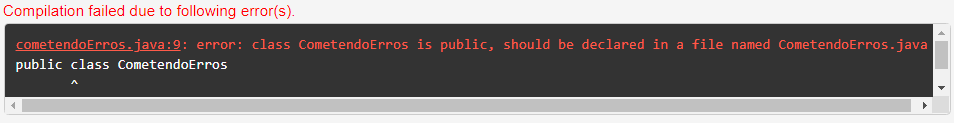 Compilation failed due to following error(s).
cometendoErros.java:9: error: class CometendoErros is public, should be declared in a file named CometendoErros.java
public class CometendoErros
^